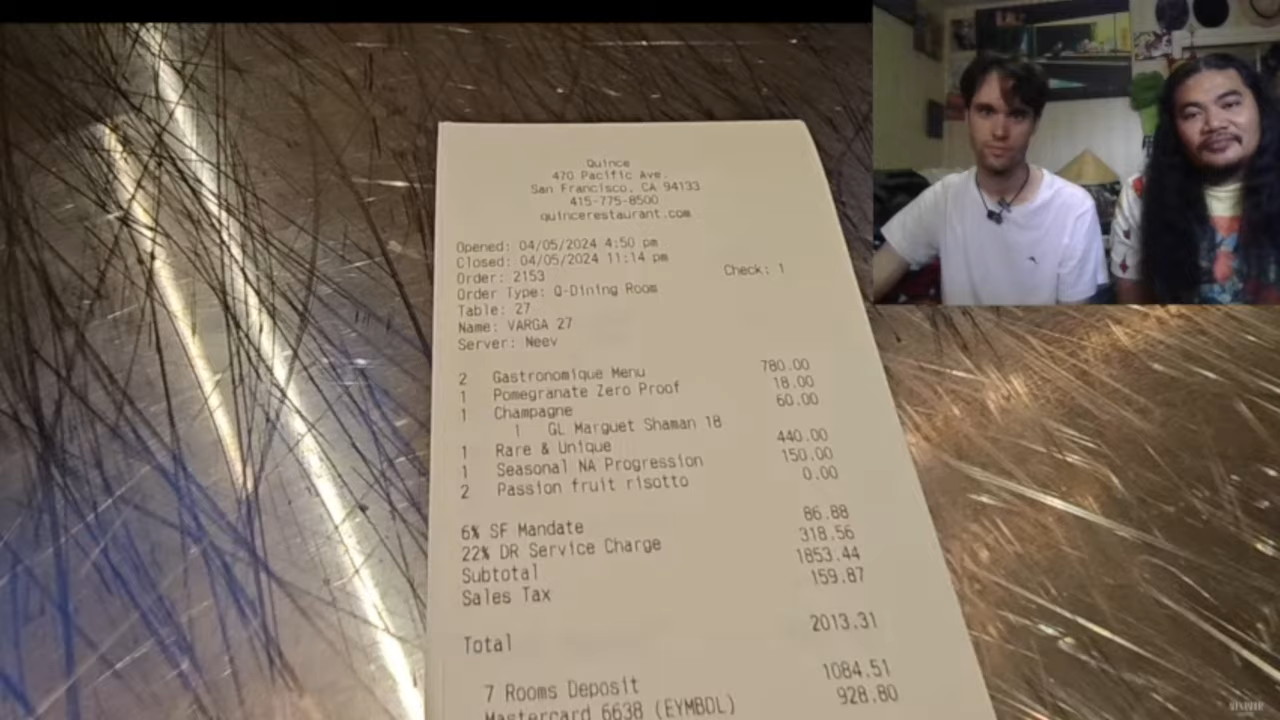 Quince
470 Pacific Ave.
San Francisco, CA 94133
415-775-8500
quincerestaurant.com
Opened: 04/05/2024 4:50 pm
Closed: 04/05/2024 11:14 pm
Order: 2153 Check: 1
Order Type: Q-Dining Room
Table: 27
Name: VARGA 27
Server: Neev
2 Gastronomique Menu 780.00
1 Pomegranate Zero Proof 18.00
1 Champagne 60.00
1 GL Marguet Shaman 18
1 Rare & Unique 440.00
1 Seasonal NA Progression 150.00
2 Passion fruit risotto 0.00
6% SF Mandate 86.88
22% DR Service Charge 318.56
Subtotal 1853.44
Sales Tax 159.87
Total 2013.31
7 Rooms Deposit 1084.51
Mastercard 6638 (EYMBDL) 928.80